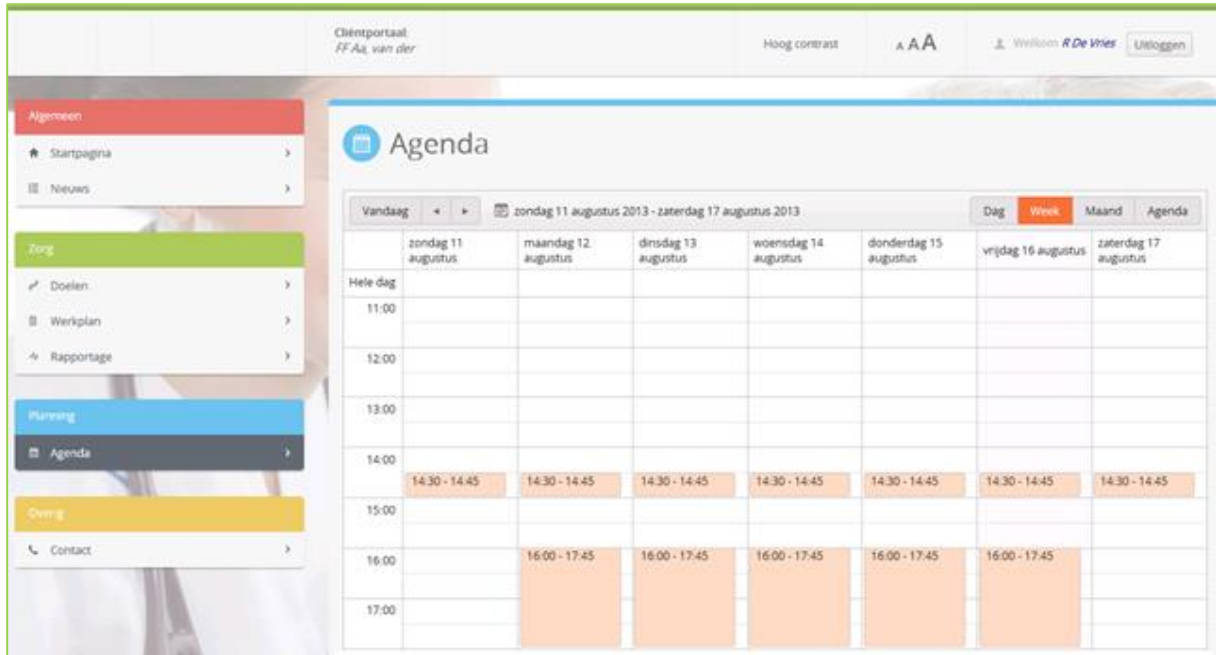 Cliëntportaal:
FF Aa, van der
Hoog contrast
A A A
Welkom R De Vries
Uitloggen
Algemeen
Startpagina
Nieuws
Zorg
Doelen
Werkplan
Rapportage
Planning
Agenda
Overig
Contact
Agenda
Vandaag
zondag 11 augustus 2013 - zaterdag 17 augustus 2013
Dag Week Maand Agenda
zondag 11 augustus
maandag 12 augustus
dinsdag 13 augustus
woensdag 14 augustus
donderdag 15 augustus
vrijdag 16 augustus
zaterdag 17 augustus
Hele dag
11:00
12:00
13:00
14:00
14:30 - 14:45 14:30 - 14:45 14:30 - 14:45 14:30 - 14:45 14:30 - 14:45 14:30 - 14:45 14:30 - 14:45
15:00
16:00 16:00 - 17:45 16:00 - 17:45 16:00 - 17:45 16:00 - 17:45 16:00 - 17:45
17:00